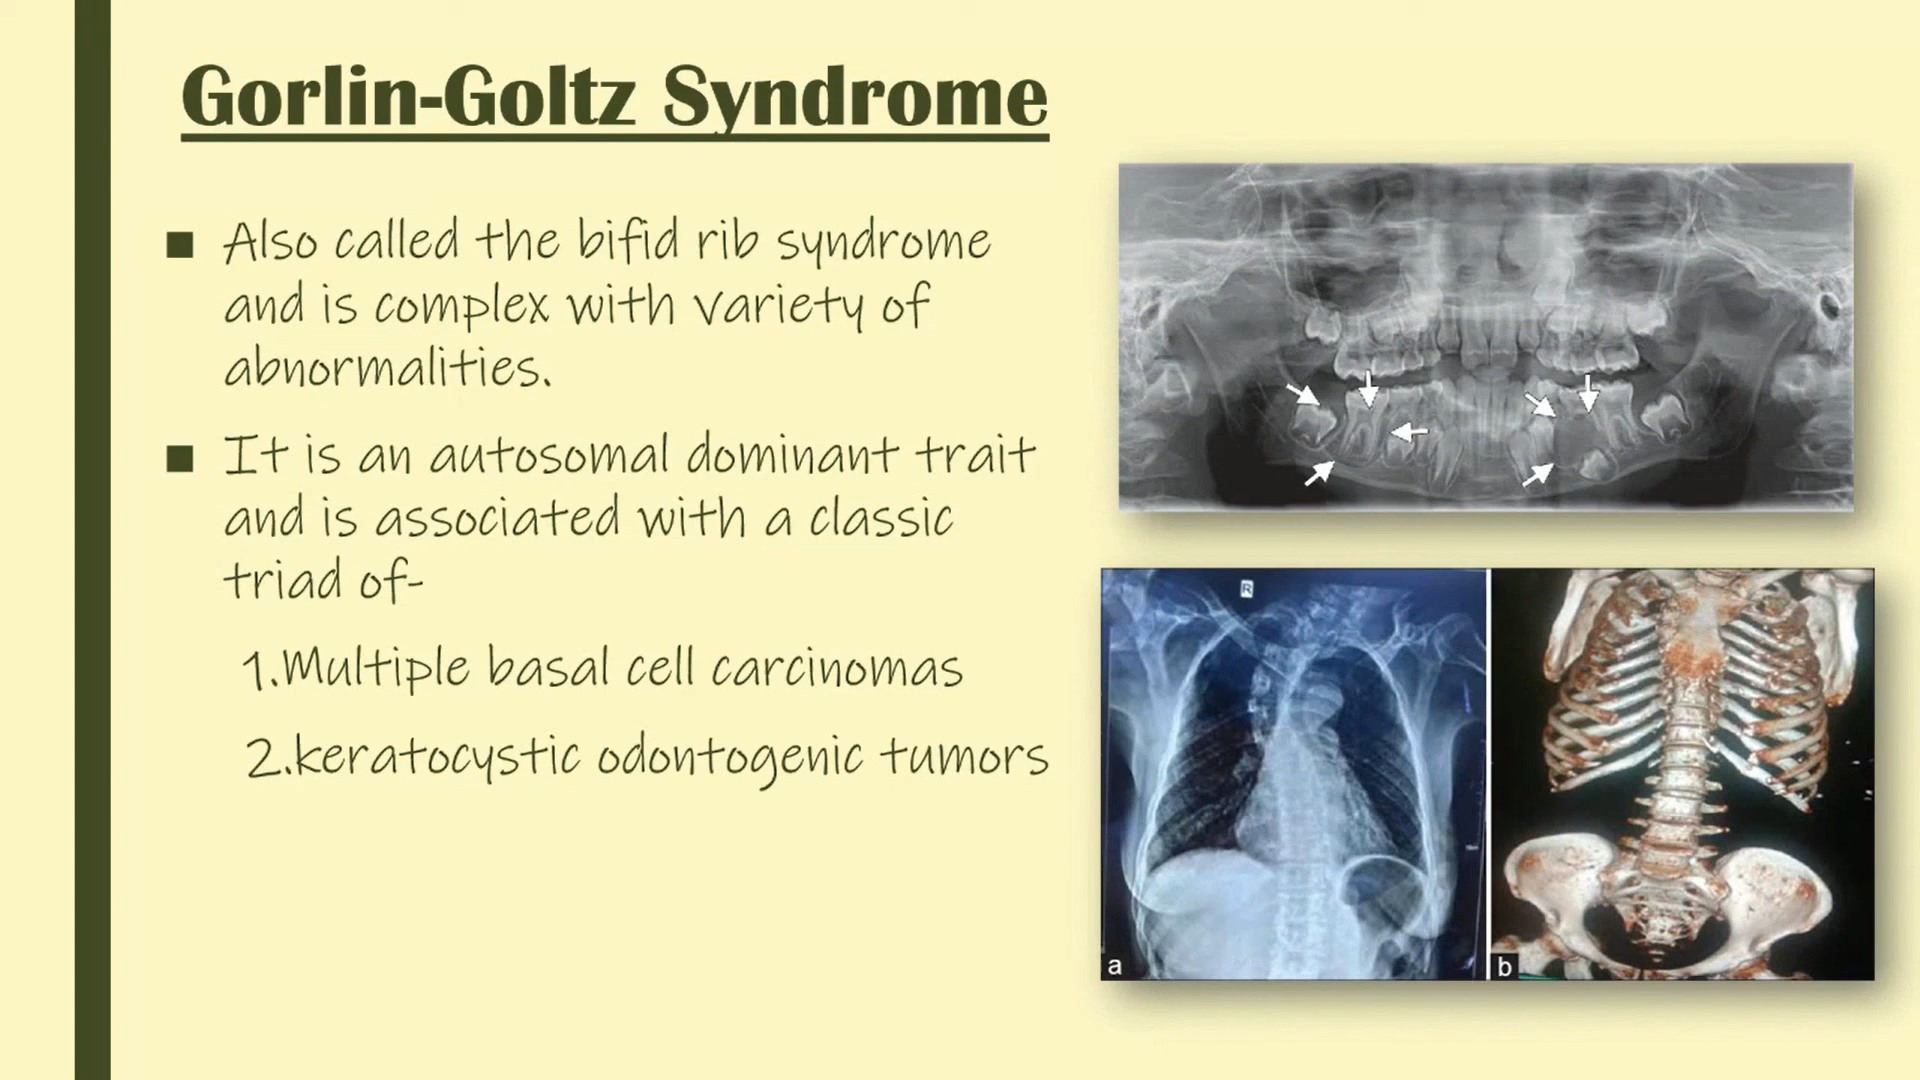 Gorlin-Goltz Syndrome
■ Also called the bifid rib syndrome
and is complex with variety of
abnormalities.
■ It is an autosomal dominant trait
and is associated with a classic
triad of-
1.Multiple basal cell carcinomas
2.keratocystic odontogenic tumors
R
a
b